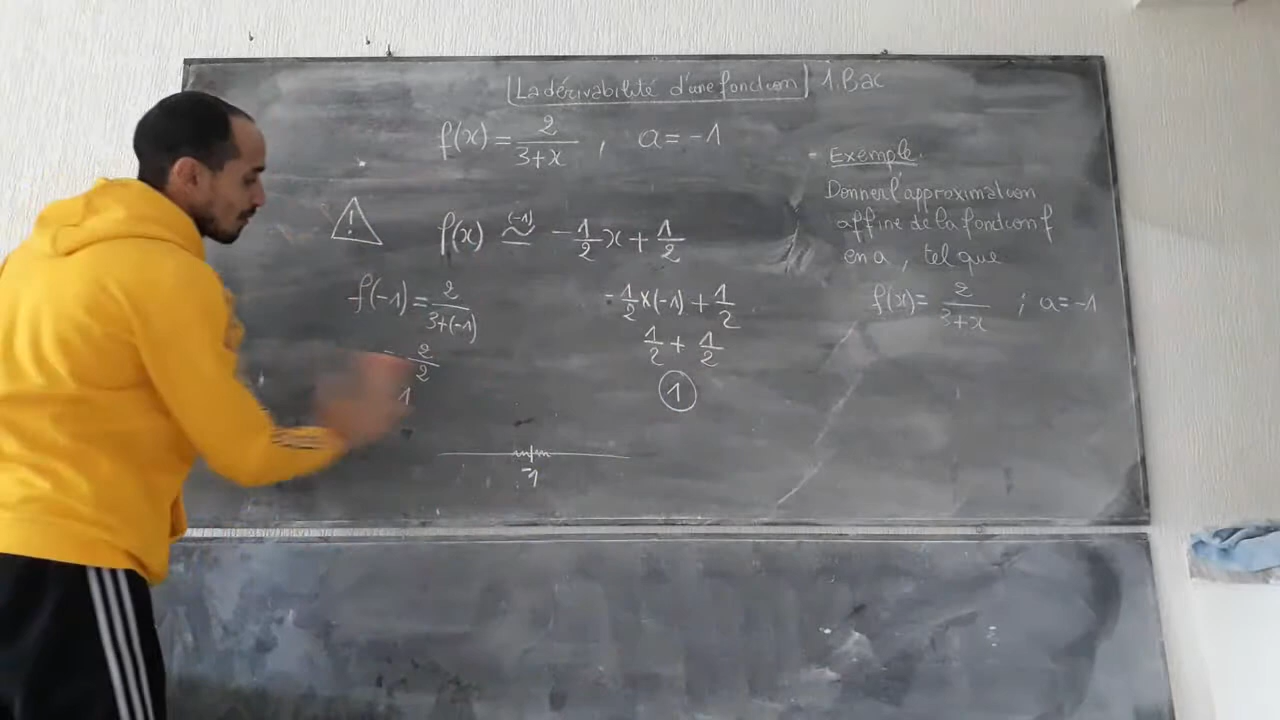 La dérivabilité d'une fonction 1.Bac
f(x) = 2/(3+x) , a = -1
! f(x) ≃ (-1) -1/2 x + 1/2
f(-1) = 2/(3+(-1))
= 2/2
1
-1/2 × (-1) + 1/2
1/2 + 1/2
1
-1
- Exemple.
Donner l'approximation
affine de la fonction f
en a , tel que
f(x) = 2/(3+x) ; a = -1